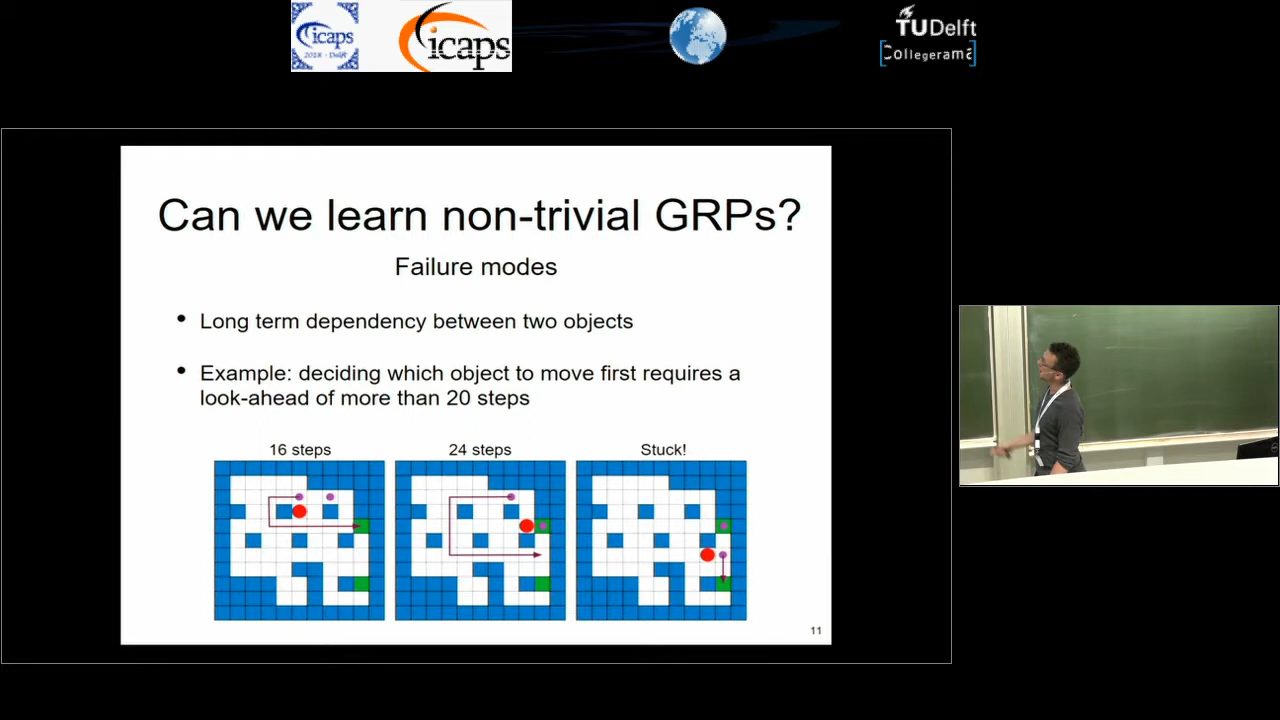 icaps
2018 - Delft
icaps
TUDelft
Collegerama
Can we learn non-trivial GRPs?
Failure modes
• Long term dependency between two objects
• Example: deciding which object to move first requires a
look-ahead of more than 20 steps
16 steps
24 steps
Stuck!
11